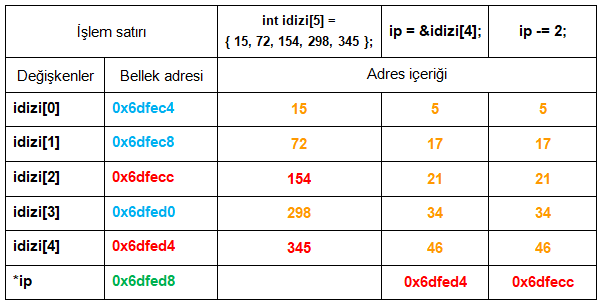 İşlem satırı int idizi[5] = { 15, 72, 154, 298, 345 }; ip = &idizi[4]; ip -= 2;
Değişkenler Bellek adresi Adres içeriği
idizi[0] 0x6dfec4 15 5 5
idizi[1] 0x6dfec8 72 17 17
idizi[2] 0x6dfecc 154 21 21
idizi[3] 0x6dfed0 298 34 34
idizi[4] 0x6dfed4 345 46 46
*ip 0x6dfed8 0x6dfed4 0x6dfecc